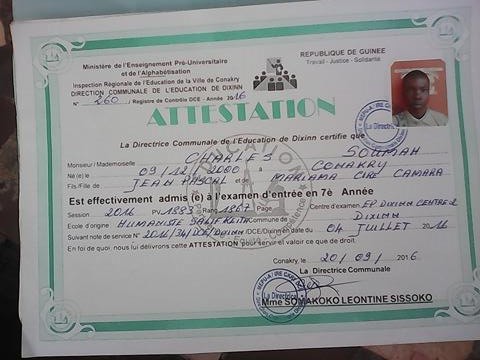 Ministère de l'Enseignement Pré-Universitaire
et de l'Alphabétisation
Inspection Régionale de l'Education de la Ville de Conakry
DIRECTION COMMUNALE DE L'EDUCATION DE DIXINN
N° 260 / Registre de Contrôle DCE - Année 2016
REPUBLIQUE DE GUINEE
Travail - Justice - Solidarité
ATTESTATION
La Directrice Communale de l'Education de Dixinn certifie que
Monsieur / Mademoiselle CHARLES SOUMAH
Né (e) le 09/12/2000 à CONAKRY
Fils/Fille de JEAN PASCAL et de MARIAMA CIRE CAMARA
Est effectivement admis (e) à l'examen d'entrée en 7è Année
Session 2016 PV 1883 Rang 1867 Page Centre d'examen EP DIXINN CENTRE 2
Ecole d'origine HUMANISTE Commune de DIXINN
Suivant note de service N° 2016/34/DCE/Dixinn /DCE/Dixinn du 04 JUILLET 2016
En foi de quoi, nous lui délivrons cette ATTESTATION pour servir et valoir ce que de droit.
Conakry, le 20/09/2016
La Directrice Communale
Mme SOMAKOKO LEONTINE SISSOKO
La Directrice
La Directrice